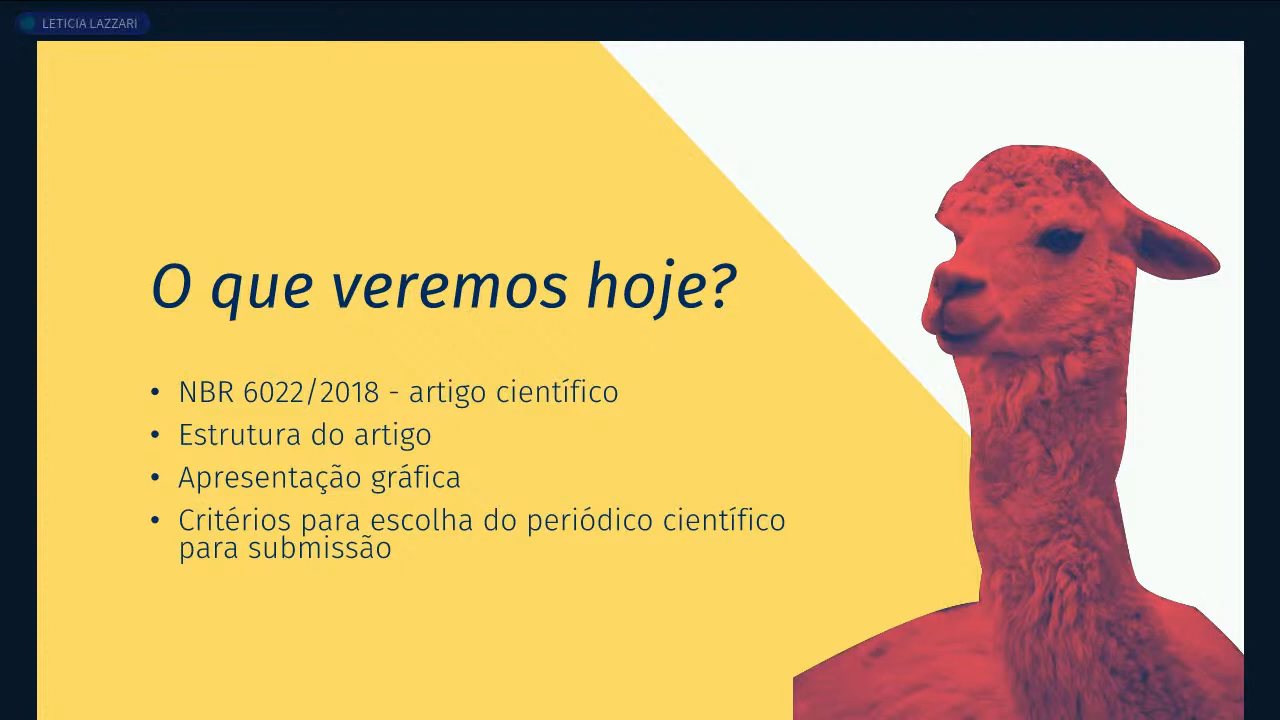 LETICIA LAZZARI
O que veremos hoje?
• NBR 6022/2018 - artigo científico
• Estrutura do artigo
• Apresentação gráfica
• Critérios para escolha do periódico científico
para submissão